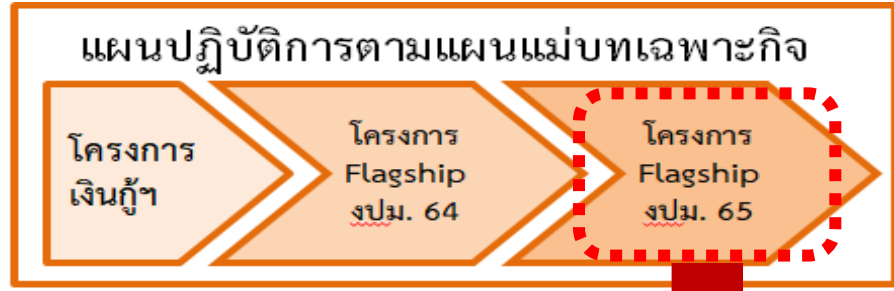 แผนปฏิบัติการตามแผนแม่บทเฉพาะกิจ
โครงการ
เงินกู้ฯ
โครงการ
Flagship
งปม. 64
โครงการ
Flagship
งปม. 65